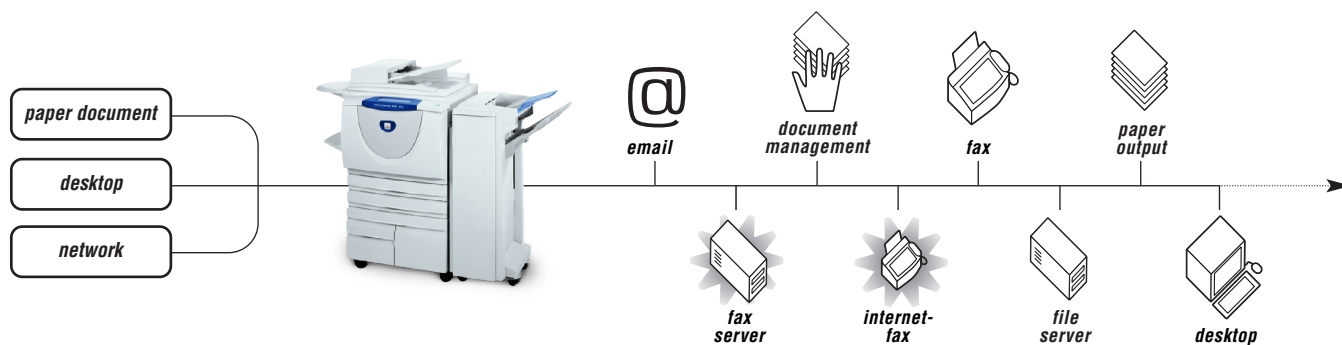 paper document
desktop
network
@
email
document
management
fax
paper
output
fax
server
internet-
fax
file
server
desktop